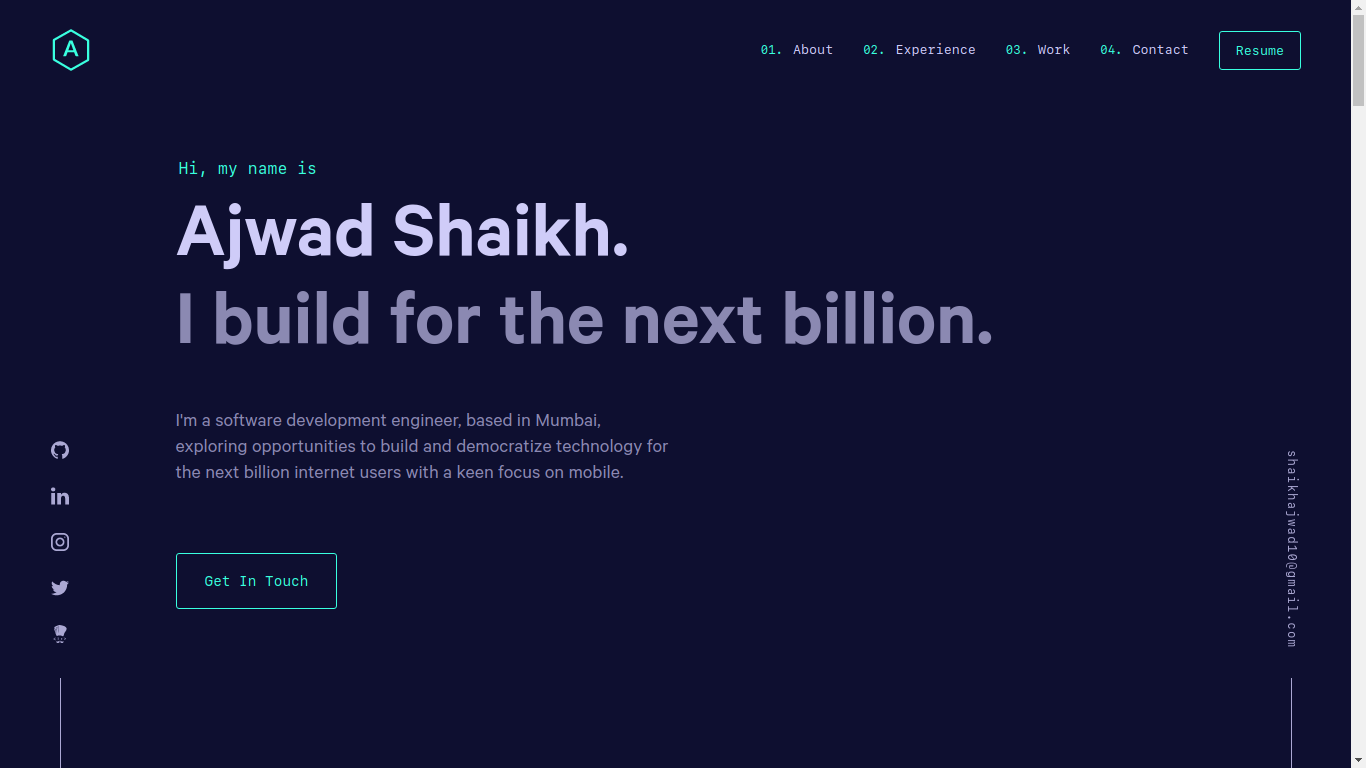 A
01. About 02. Experience 03. Work 04. Contact Resume
Hi, my name is
Ajwad Shaikh.
I build for the next billion.
I'm a software development engineer, based in Mumbai,
exploring opportunities to build and democratize technology for
the next billion internet users with a keen focus on mobile.
Get In Touch
shaikhajwad10@gmail.com